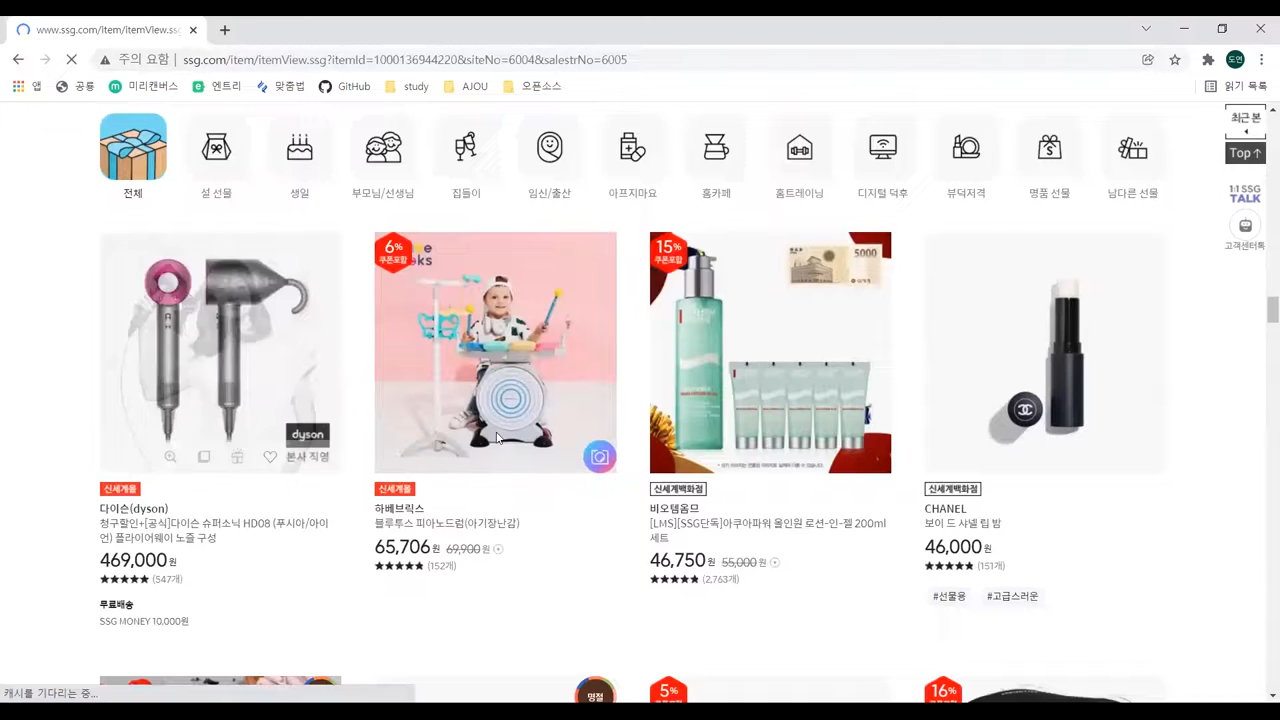 www.ssg.com/item/itemView.ss
도연
주의 요함
ssg.com/item/itemView.ssg?itemId=1000136944220&siteNo=6004&salestrNo=6005
앱
공룡
미리캔버스
엔트리
맞춤법
GitHub
study
AJOU
오픈소스
읽기 목록
최근 본
Top↑
1:1 SSG
TALK
고객센터톡
전체
설 선물
생일
부모님/선생님
집들이
임신/출산
아프지마요
홈카페
홈트레이닝
디지털 덕후
뷰덕저격
명품 선물
남다른 선물
dyson
본사 직영
6%
쿠폰포함
15%
쿠폰포함
5000
신세계몰
다이슨(dyson)
청구할인+[공식]다이슨 슈퍼소닉 HD08 (푸시아/아이
언) 플라이어웨이 노즐 구성
469,000원
(547개)
무료배송
SSG MONEY 10,000원
신세계몰
하베브릭스
블루투스 피아노드럼(아기장난감)
65,706원 69,900원
(152개)
신세계백화점
비오템옴므
[LMS][SSG단독]아쿠아파워 올인원 로션-인-젤 200ml
세트
46,750원 55,000원
(2,763개)
신세계백화점
CHANEL
보이 드 샤넬 립 밤
46,000원
(151개)
#선물용
#고급스러운
명절
5%
16%
캐시를 기다리는 중...